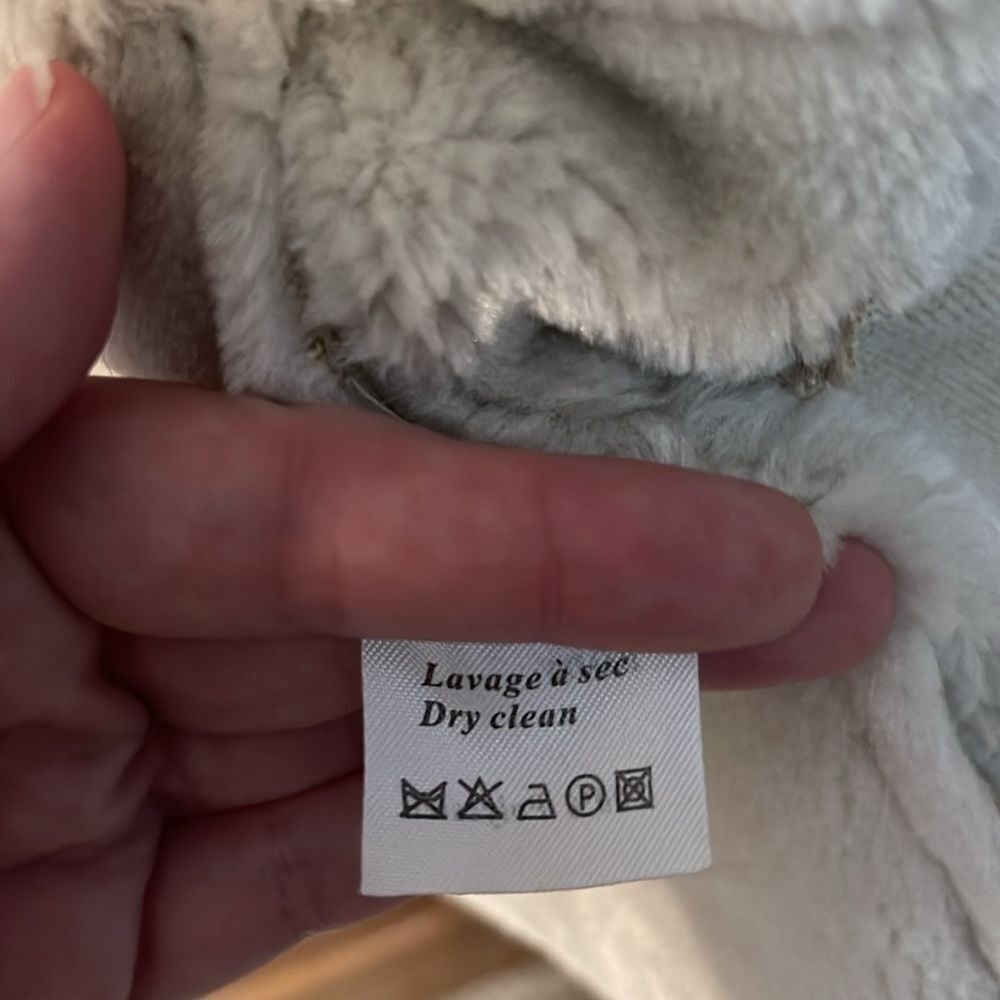 Lavage à sec
Dry clean
P